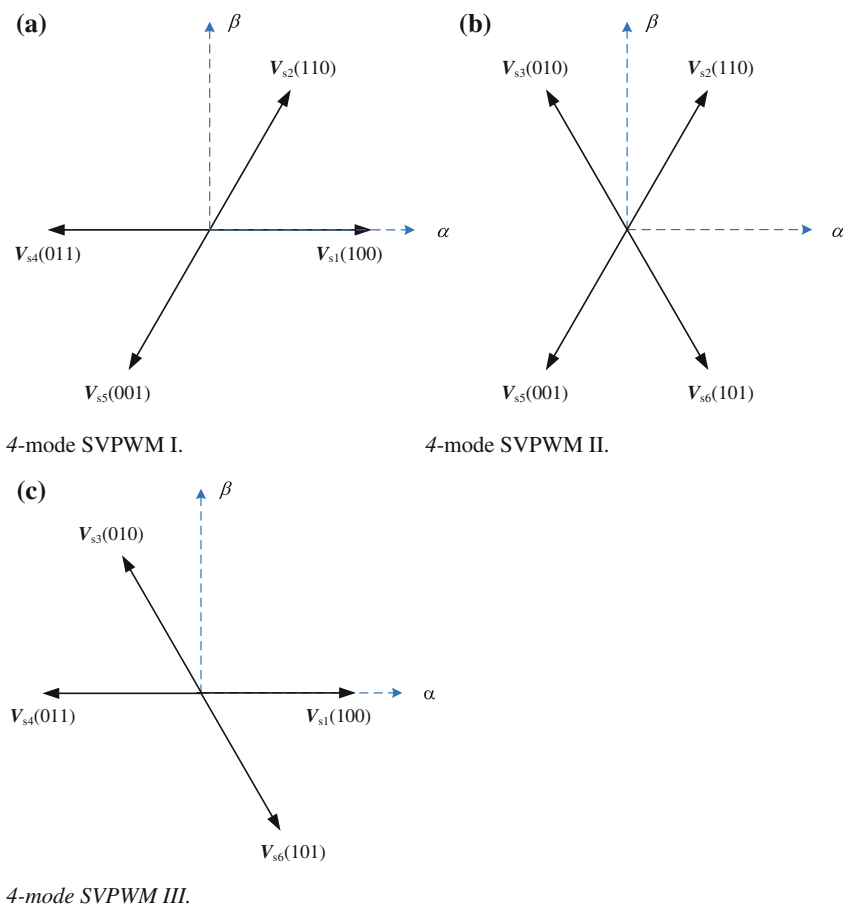 (a)
β
V_s2(110)
α
V_s4(011)
V_s1(100)
V_s5(001)
4-mode SVPWM I.
(b)
β
V_s3(010)
V_s2(110)
α
V_s5(001)
V_s6(101)
4-mode SVPWM II.
(c)
β
V_s3(010)
α
V_s4(011)
V_s1(100)
V_s6(101)
4-mode SVPWM III.